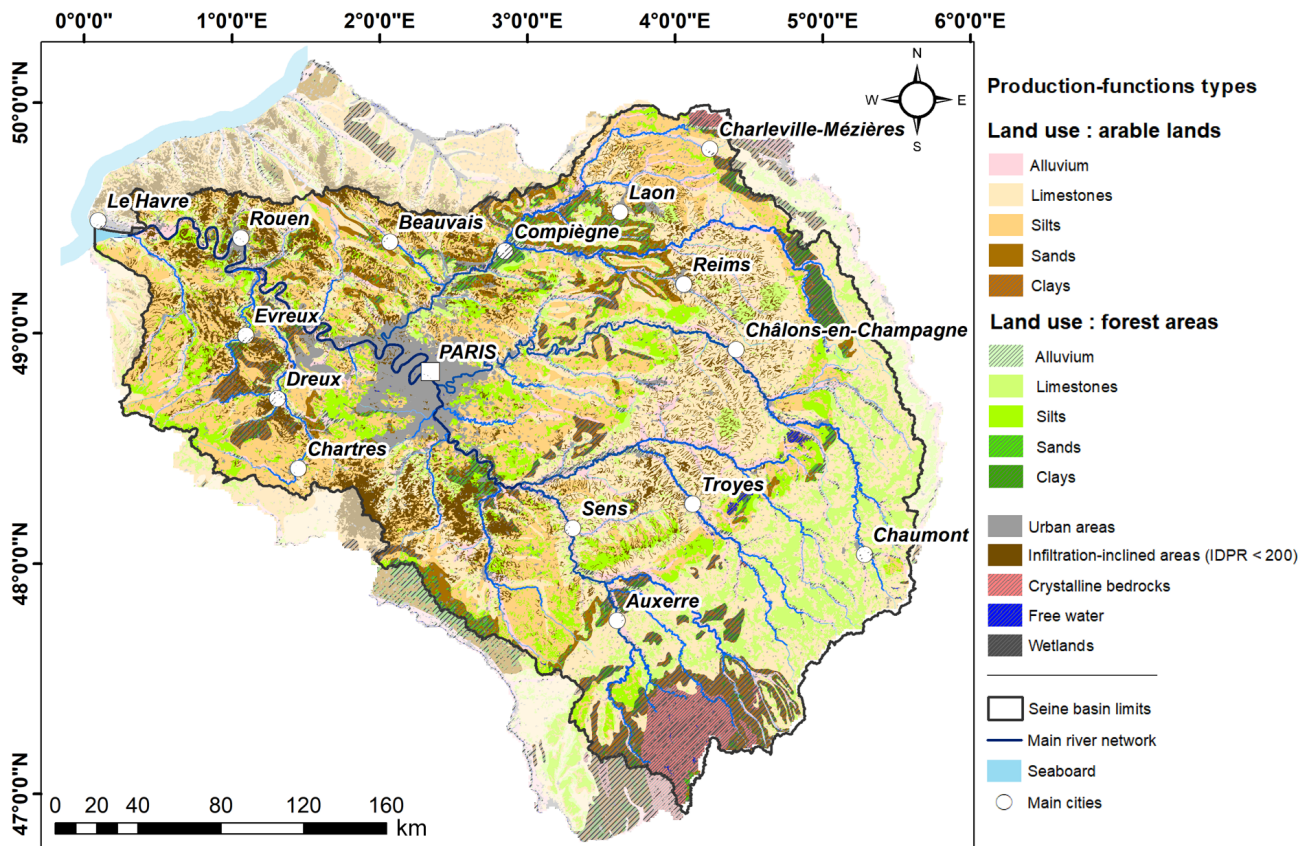 0°0'0"E 1°0'0"E 2°0'0"E 3°0'0"E 4°0'0"E 5°0'0"E 6°0'0"E
50°0'0"N
49°0'0"N
48°0'0"N
47°0'0"N
N
W E
S
Charleville-Mézières
Le Havre
Rouen
Beauvais
Laon
Compiègne
Reims
Evreux
Châlons-en-Champagne
PARIS
Dreux
Chartres
Troyes
Sens
Chaumont
Auxerre
0 20 40 80 120 160
km
Production-functions types
Land use : arable lands
Alluvium
Limestones
Silts
Sands
Clays
Land use : forest areas
Alluvium
Limestones
Silts
Sands
Clays
Urban areas
Infiltration-inclined areas (IDPR < 200)
Crystalline bedrocks
Free water
Wetlands
Seine basin limits
Main river network
Seaboard
Main cities